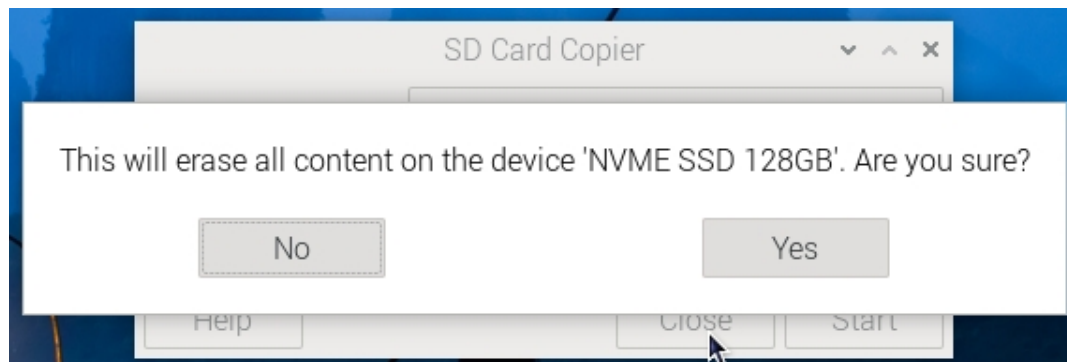 SD Card Copier
This will erase all content on the device 'NVME SSD 128GB'. Are you sure?
No Yes
Help Close Start